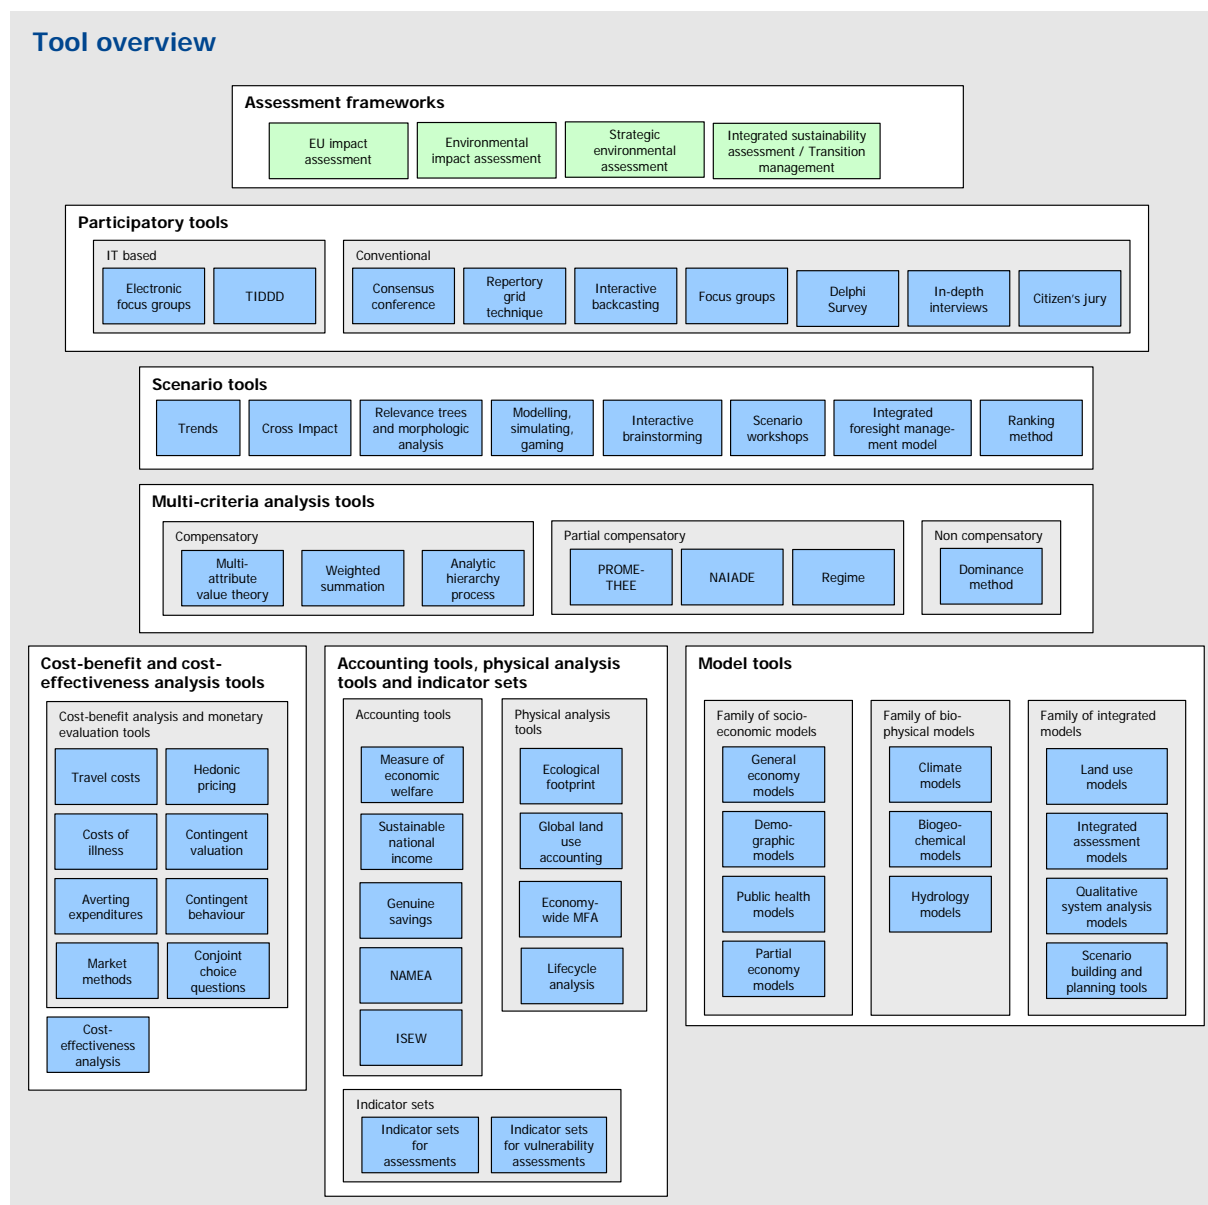 Tool overview
Assessment frameworks
EU impact
assessment
Environmental
impact assessment
Strategic
environmental
assessment
Integrated sustainability
assessment / Transition
management
Participatory tools
IT based
Electronic
focus groups
TIDDD
Conventional
Consensus
conference
Repertory
grid
technique
Interactive
backcasting
Focus groups
Delphi
Survey
In-depth
interviews
Citizen's jury
Scenario tools
Trends
Cross Impact
Relevance trees
and morphologic
analysis
Modelling,
simulating,
gaming
Interactive
brainstorming
Scenario
workshops
Integrated
foresight manage-
ment model
Ranking
method
Multi-criteria analysis tools
Compensatory
Multi-
attribute
value theory
Weighted
summation
Analytic
hierarchy
process
Partial compensatory
PROME-
THEE
NAIADE
Regime
Non compensatory
Dominance
method
Cost-benefit and cost-
effectiveness analysis tools
Cost-benefit analysis and monetary
evaluation tools
Travel costs
Hedonic
pricing
Costs of
illness
Contingent
valuation
Averting
expenditures
Contingent
behaviour
Market
methods
Conjoint
choice
questions
Cost-
effectiveness
analysis
Accounting tools, physical analysis
tools and indicator sets
Accounting tools
Measure of
economic
welfare
Sustainable
national
income
Genuine
savings
NAMEA
ISEW
Physical analysis
tools
Ecological
footprint
Global land
use
accounting
Economy-
wide MFA
Lifecycle
analysis
Indicator sets
Indicator sets
for
assessments
Indicator sets
for vulnerability
assessments
Model tools
Family of socio-
economic models
General
economy
models
Demo-
graphic
models
Public health
models
Partial
economy
models
Family of bio-
physical models
Climate
models
Biogeo-
chemical
models
Hydrology
models
Family of integrated
models
Land use
models
Integrated
assessment
models
Qualitative
system analysis
models
Scenario
building and
planning tools